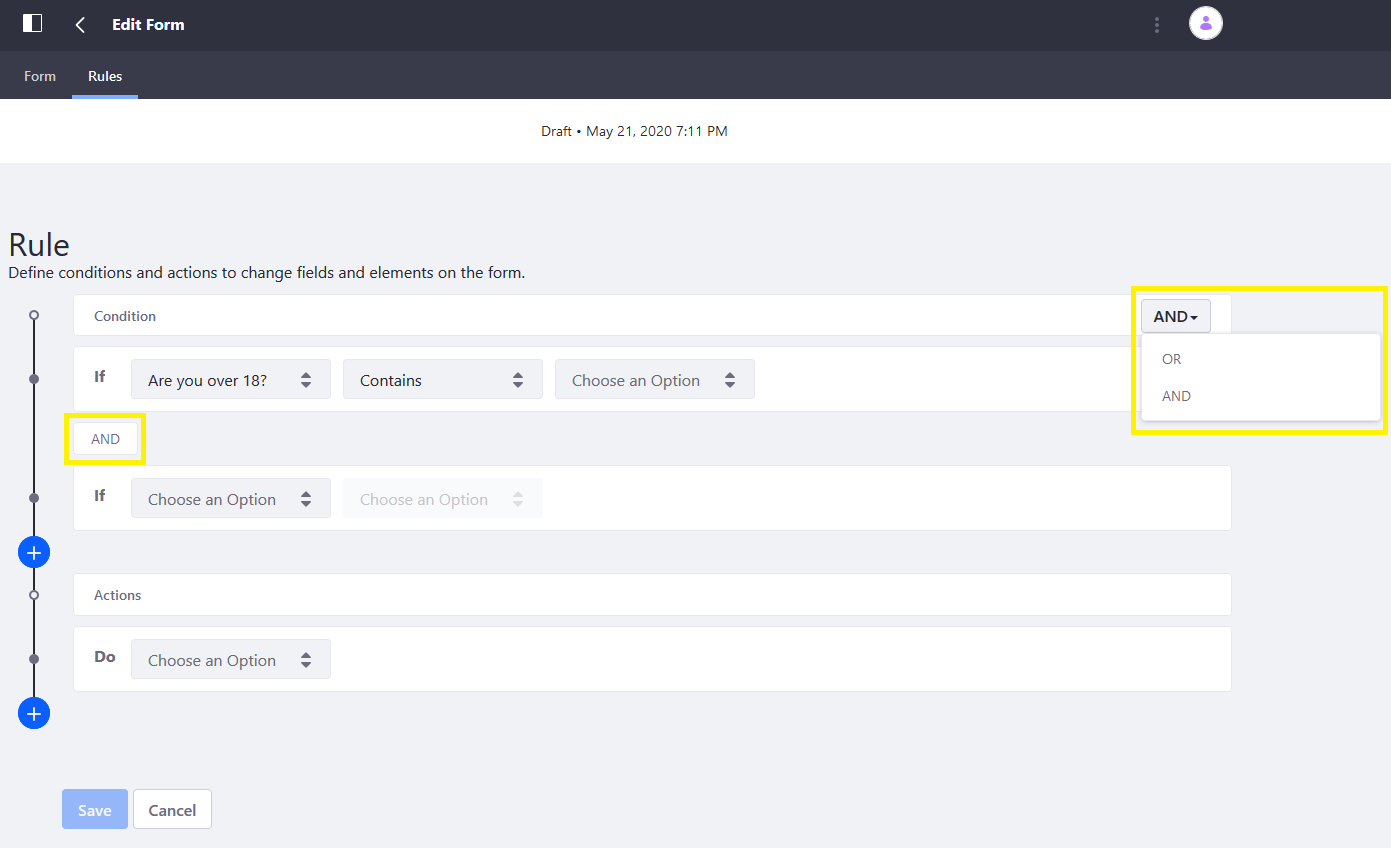 Edit Form
Form Rules
Draft • May 21, 2020 7:11 PM
Rule
Define conditions and actions to change fields and elements on the form.
Condition AND
OR
If Are you over 18? Contains Choose an Option
AND
AND
If Choose an Option Choose an Option
Actions
Do Choose an Option
Save Cancel